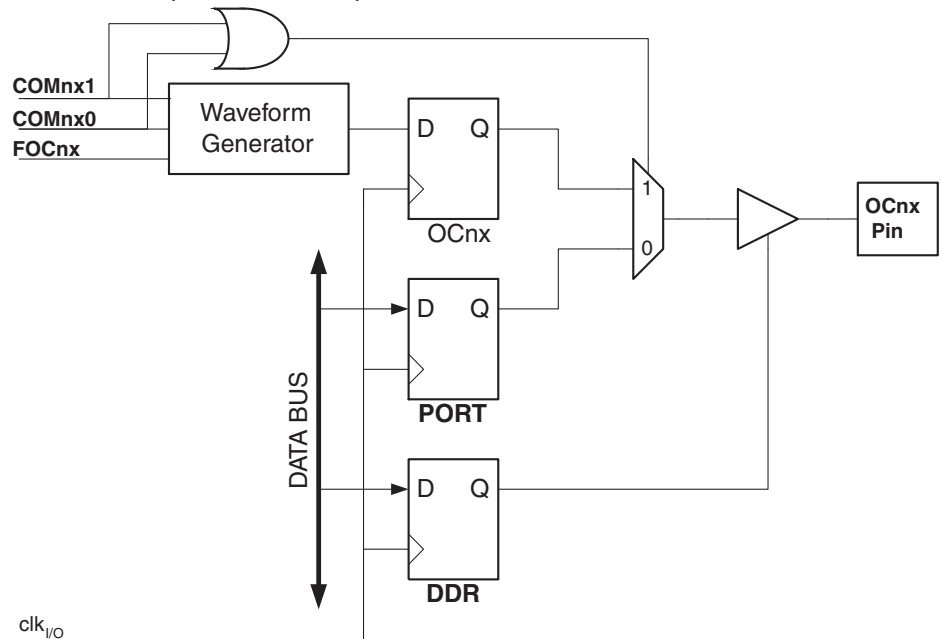 COMnx1
COMnx0
FOCnx
Waveform
Generator
D Q
OCnx
1
0
OCnx
Pin
D Q
PORT
DATA BUS
D Q
DDR
clkI/O